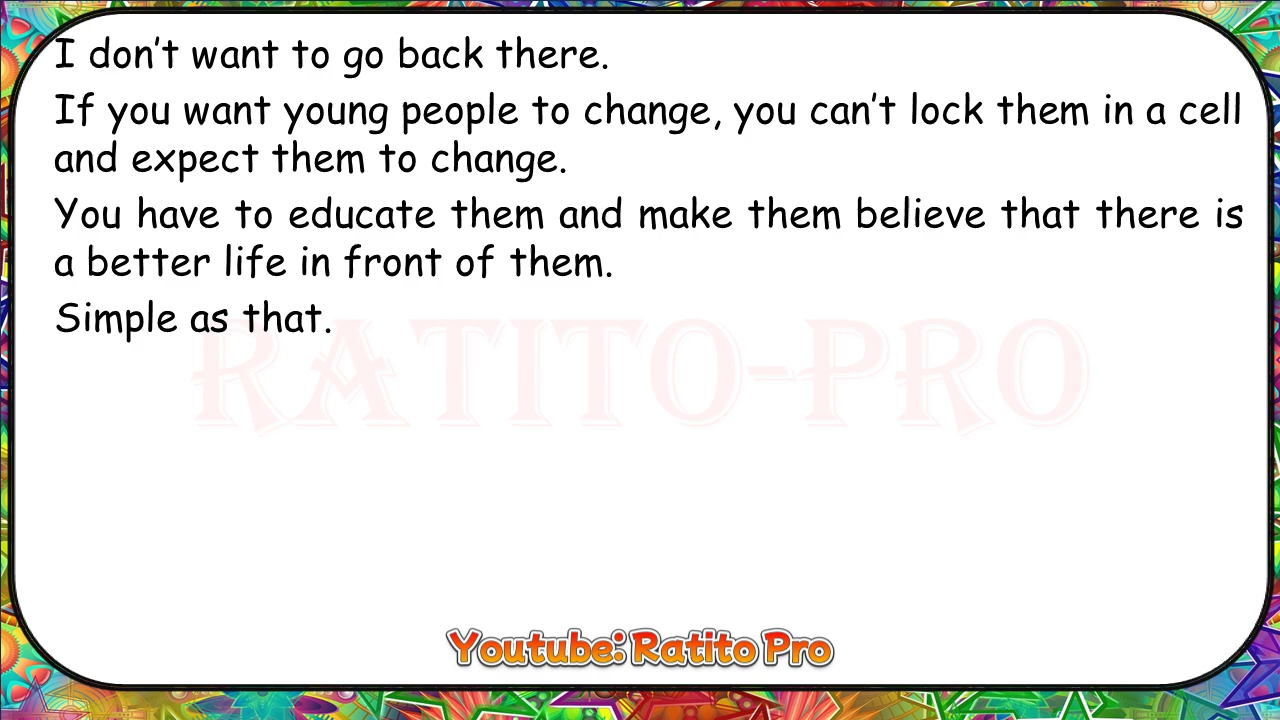 I don’t want to go back there.
If you want young people to change, you can’t lock them in a cell
and expect them to change.
You have to educate them and make them believe that there is
a better life in front of them.
Simple as that.
RATITO-PRO
Youtube: Ratito Pro